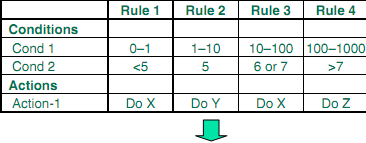 Rule 1 Rule 2 Rule 3 Rule 4
Conditions
Cond 1 0–1 1–10 10–100 100–1000
Cond 2 <5 5 6 or 7 >7
Actions
Action-1 Do X Do Y Do X Do Z